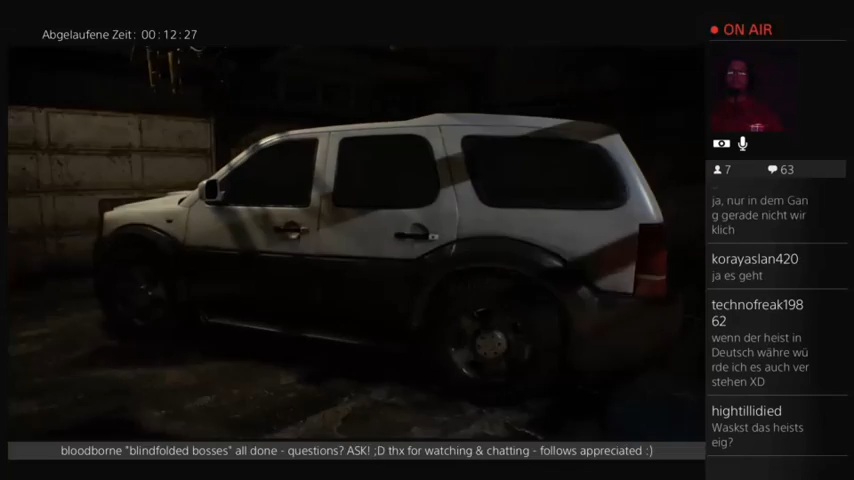 Abgelaufene Zeit: 00:12:27
ON AIR
7 63
ja, nur in dem Gan
g gerade nicht wir
klich
korayaslan420
ja es geht
technofreak198
62
wenn der heist in
Deutsch währe wü
rde ich es auch ver
stehen XD
hightillidied
Waskst das heists
eig?
bloodborne "blindfolded bosses" all done - questions? ASK! ;D thx for watching & chatting - follows appreciated :)